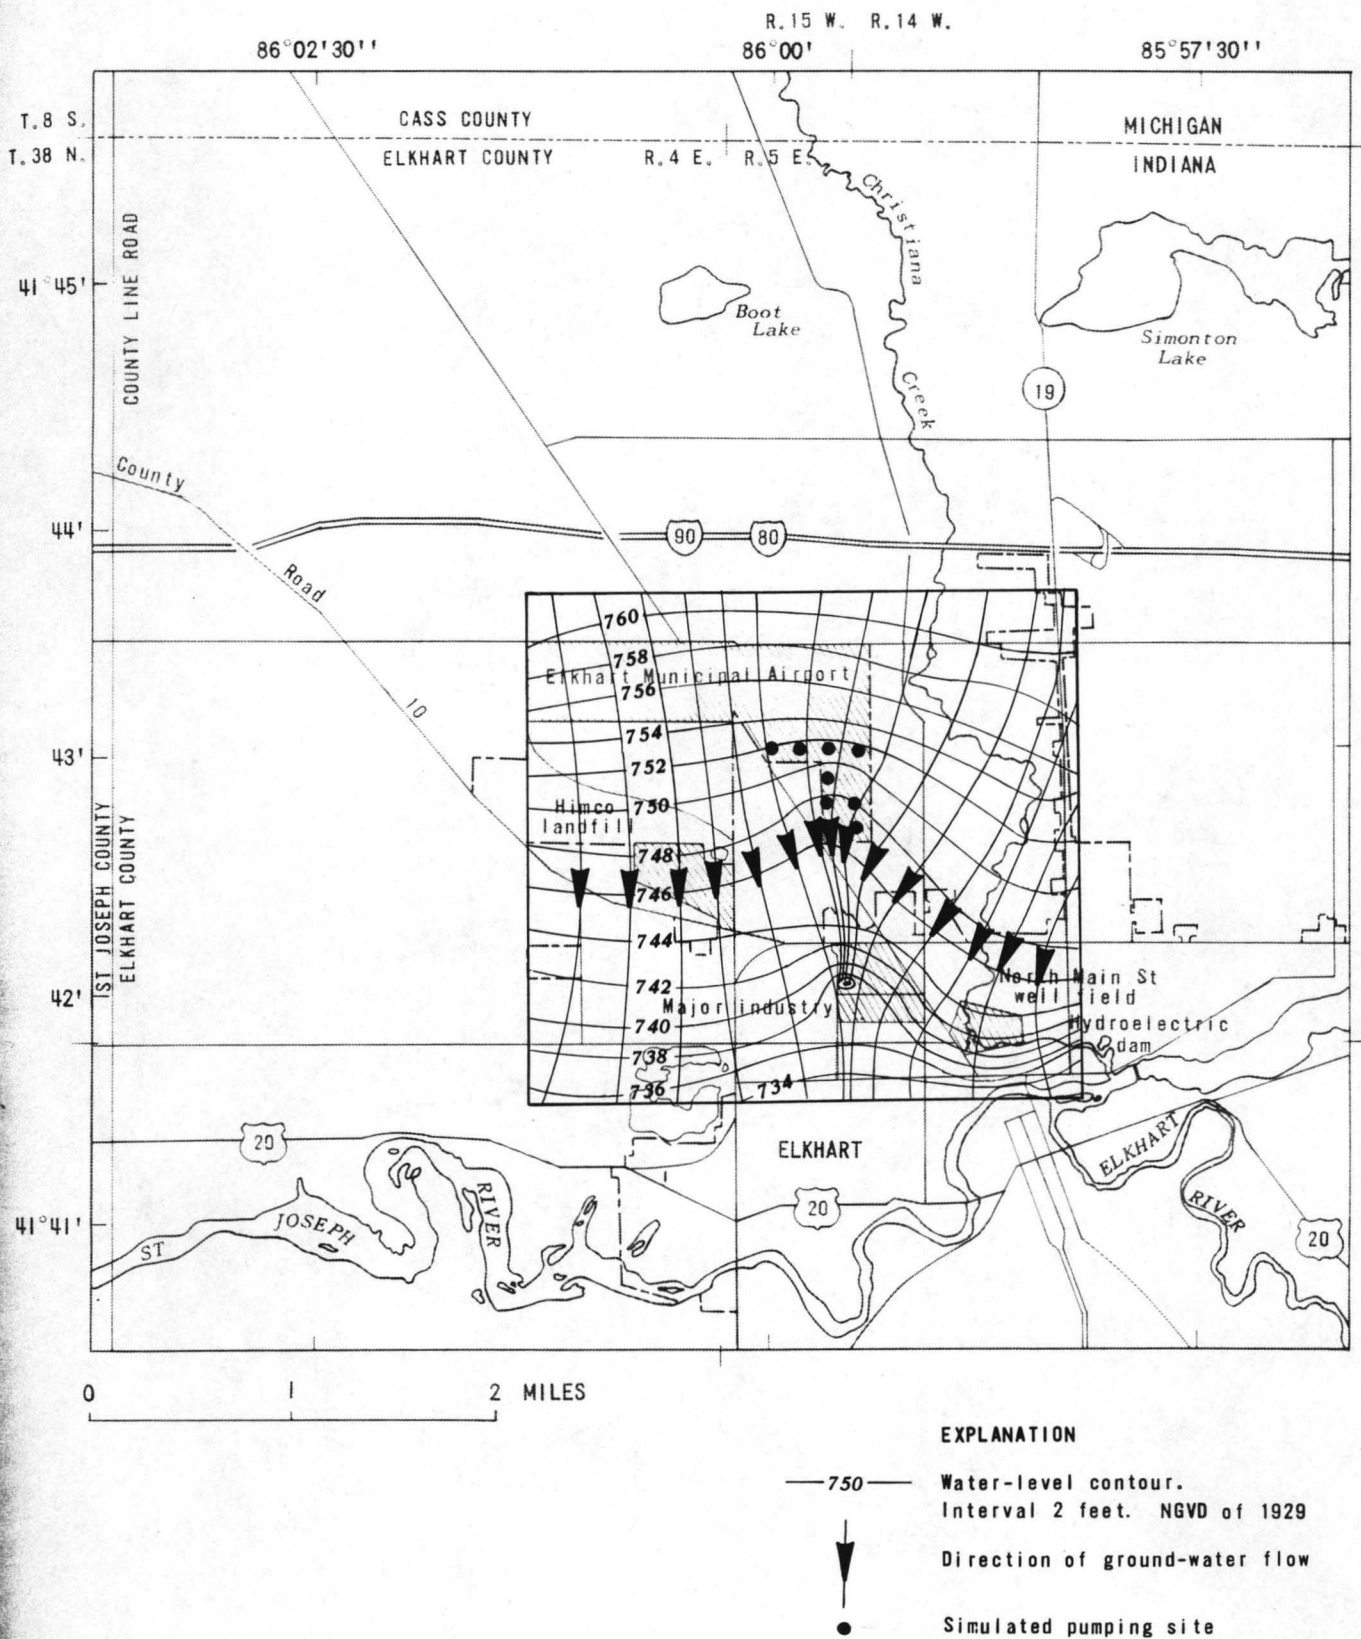 R.15 W. R.14 W.
86°02'30'' 86°00' 85°57'30''
T.8 S.
T.38 N.
CASS COUNTY
ELKHART COUNTY
R.4 E. R.5 E.
MICHIGAN
INDIANA
COUNTY LINE ROAD
Christiana
Creek
41°45'
Boot
Lake
Simonton
Lake
19
County
Road
10
44'
90 80
760
758
Elkhart Municipal Airport
756
754
752
43'
750
Himco
landfill
748
746
744
742
ST JOSEPH COUNTY
ELKHART COUNTY
42'
North Main St
well field
Major industry
740
Hydroelectric
dam
738
736
734
20
ELKHART
20
ELKHART
RIVER
20
41°41'
ST JOSEPH RIVER
0 1 2 MILES
EXPLANATION
750 Water-level contour.
Interval 2 feet. NGVD of 1929
Direction of ground-water flow
Simulated pumping site